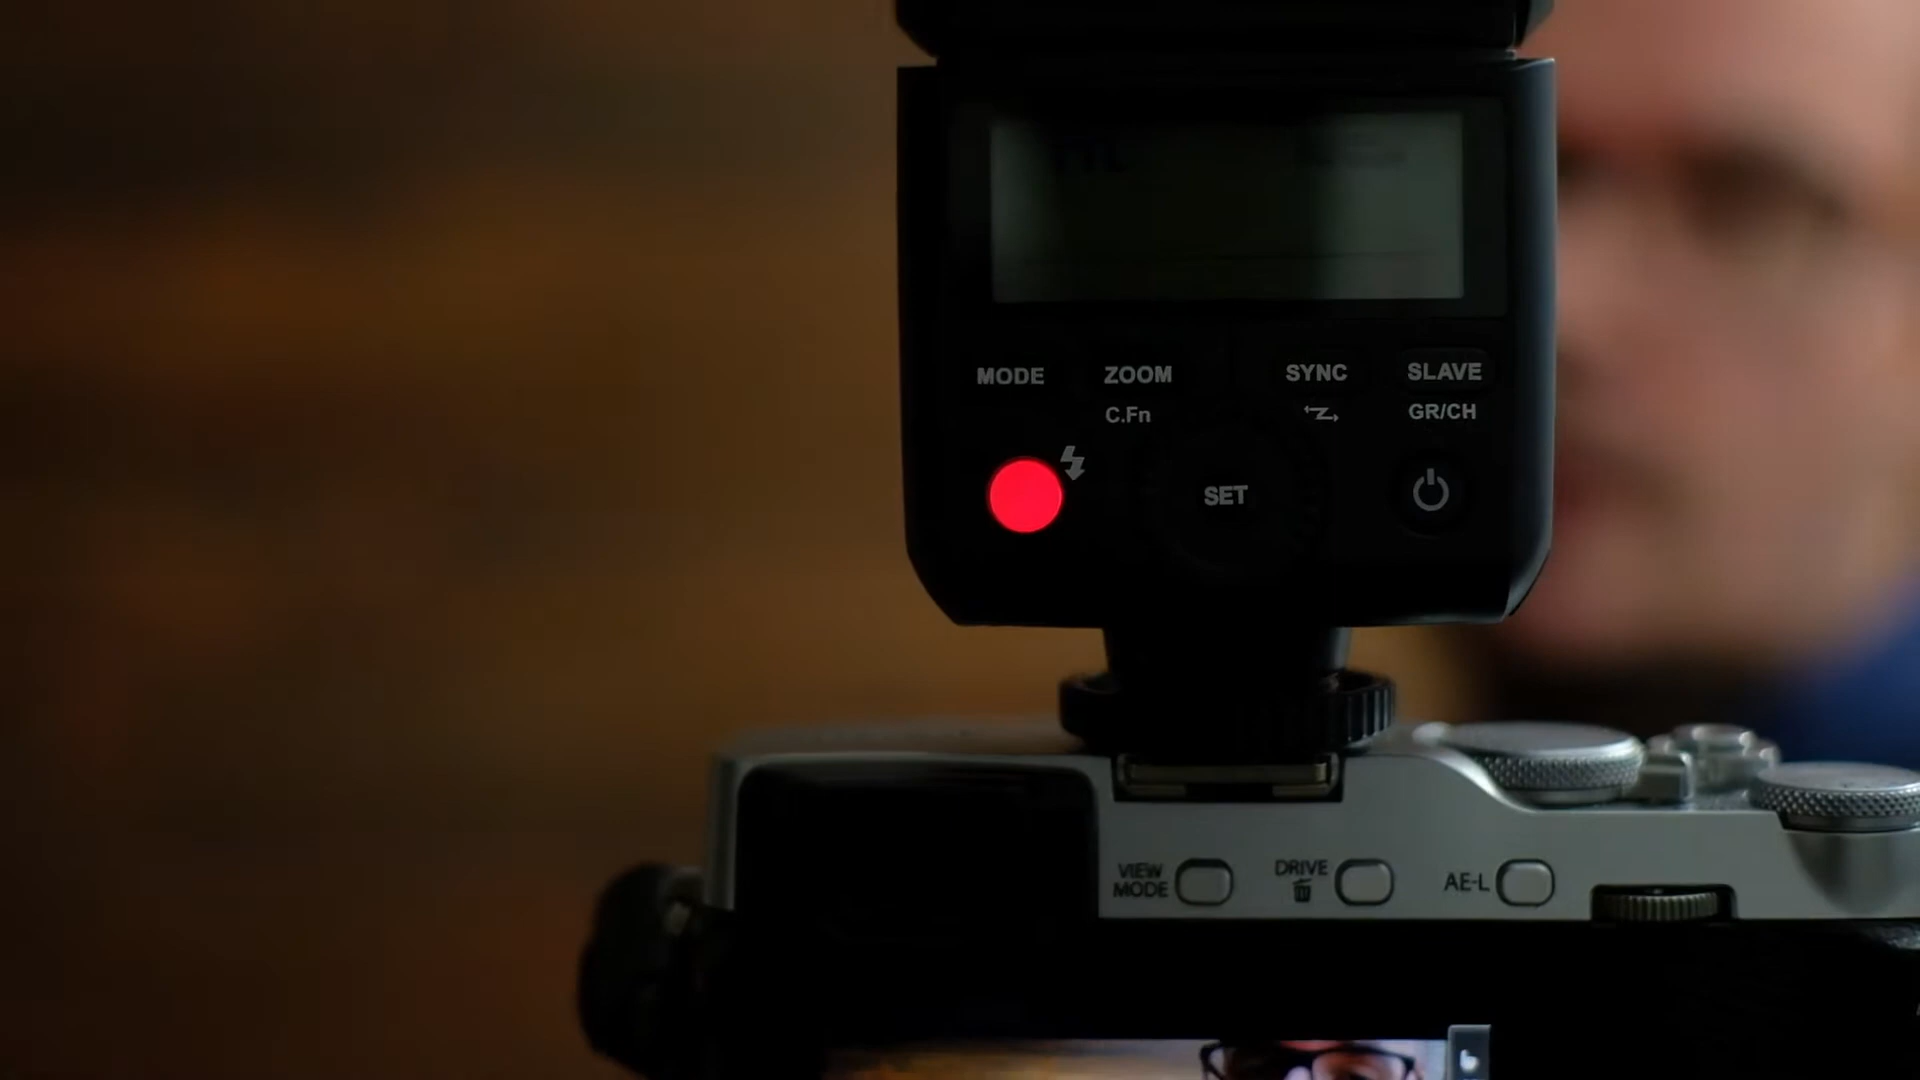 MODE ZOOM SYNC SLAVE
C.Fn GR/CH
SET
VIEW
MODE
DRIVE
AE-L